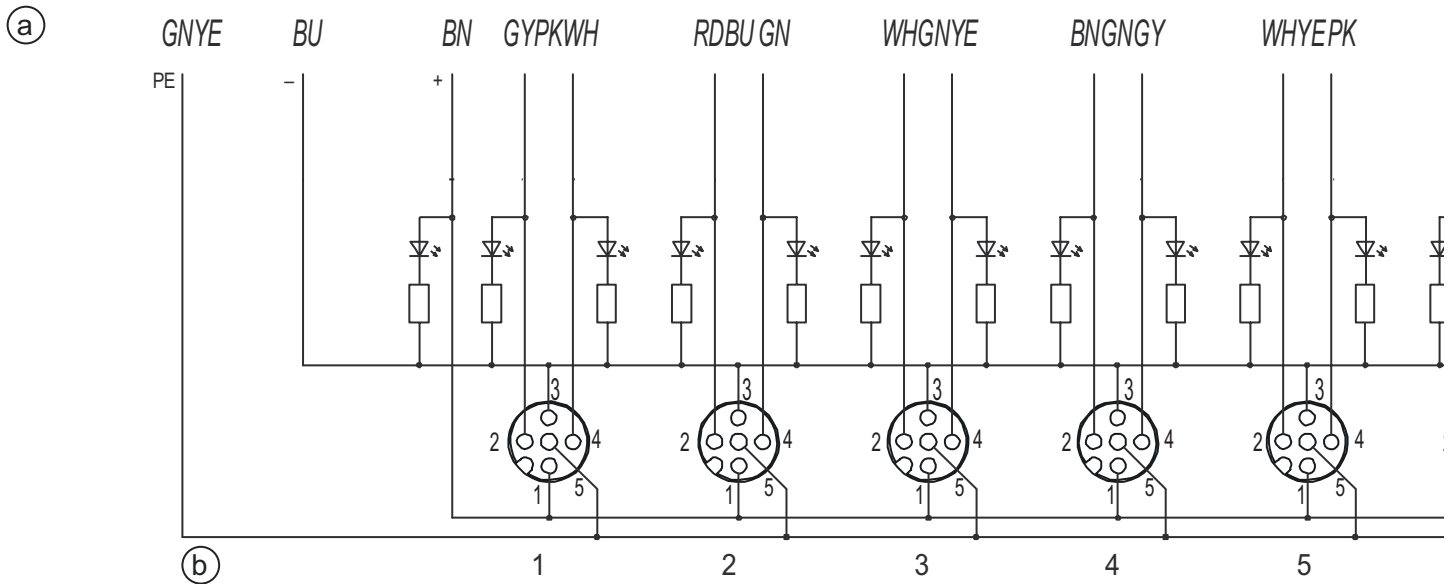 a
GNYE BU BN GYPKWH RDBU GN WHGNYE BNGNGY WHYEPK
PE – +
3 3 3 3 3
2 4 2 4 2 4 2 4 2 4
1 5 1 5 1 5 1 5 1 5
b 1 2 3 4 5